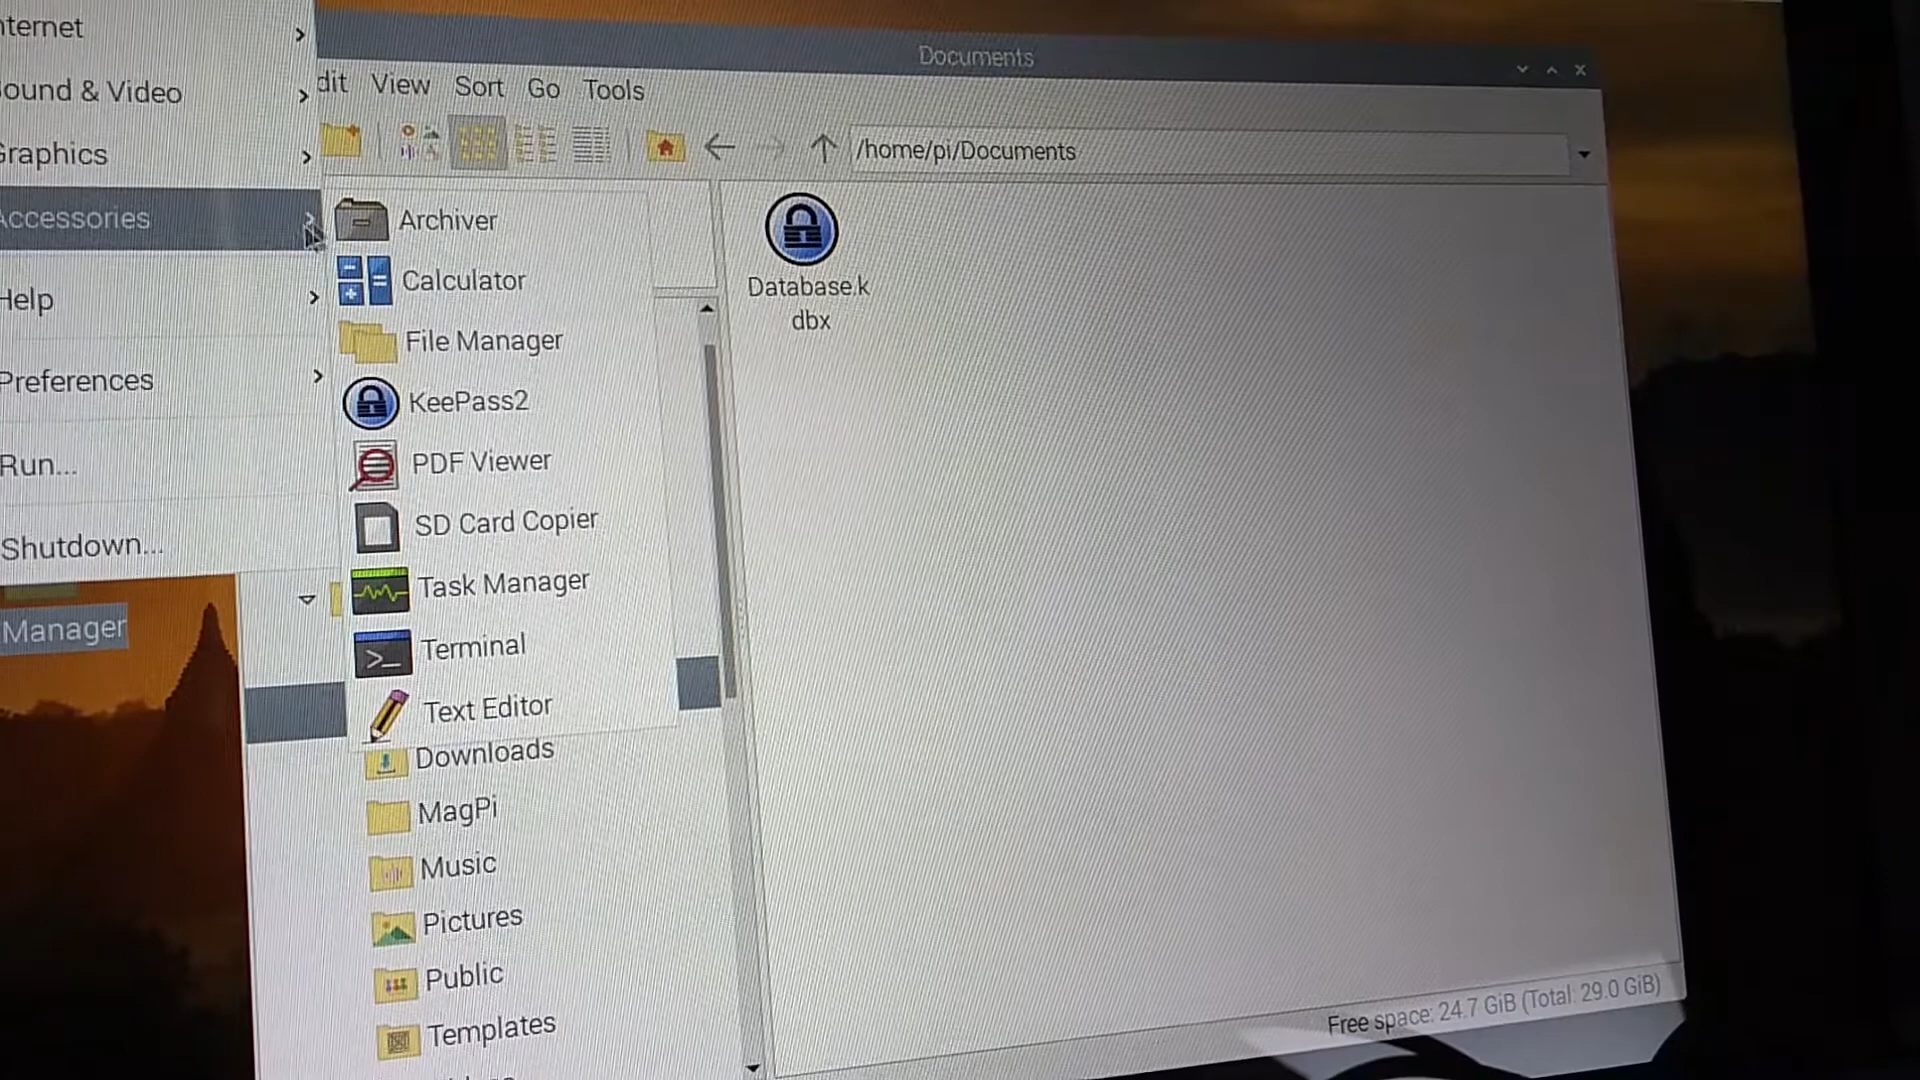 Documents
dit View Sort Go Tools
/home/pi/Documents
nternet
ound & Video
Graphics
Accessories
Help
Preferences
Run...
Shutdown...
Manager
Archiver
Calculator
File Manager
KeePass2
PDF Viewer
SD Card Copier
Task Manager
Terminal
Text Editor
Downloads
MagPi
Music
Pictures
Public
Templates
Database.k
dbx
Free space: 24.7 GiB (Total: 29.0 GiB)